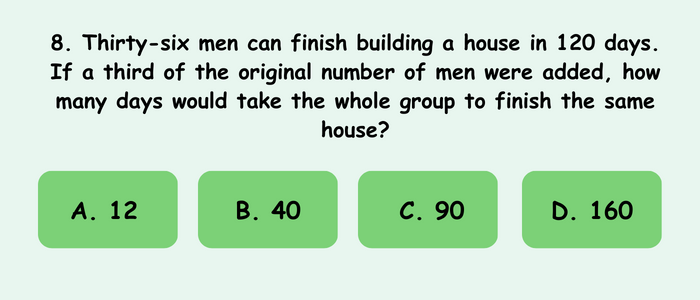 8. Thirty-six men can finish building a house in 120 days.
If a third of the original number of men were added, how
many days would take the whole group to finish the same
house?
A. 12
B. 40
C. 90
D. 160